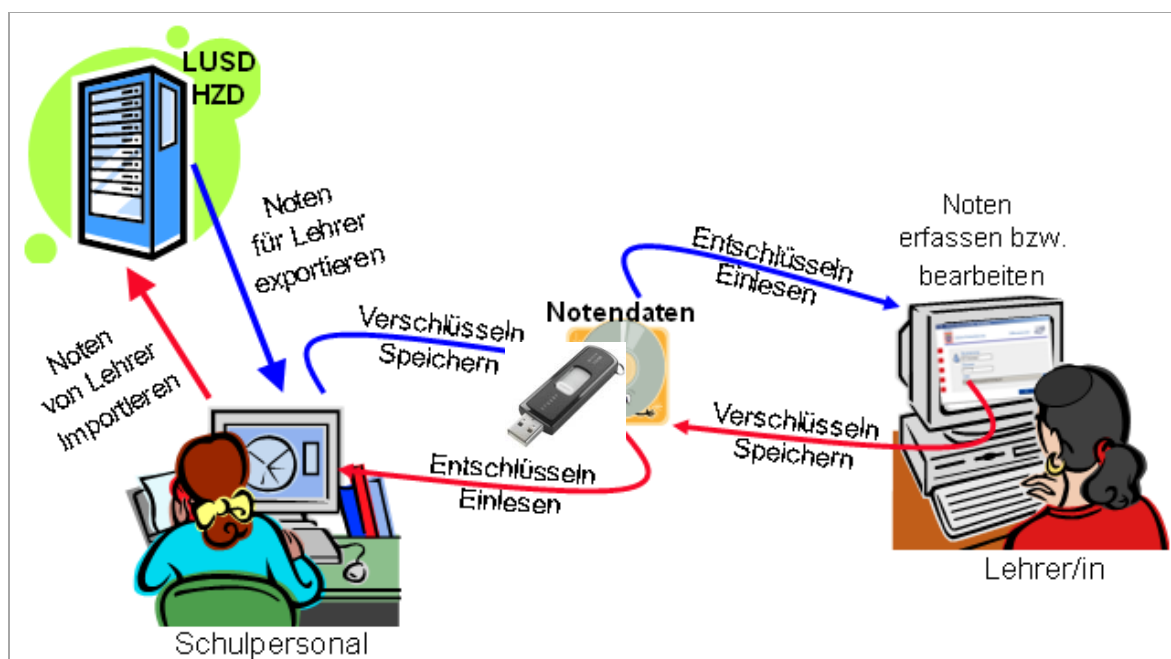 LUSD
HZD
Noten
für Lehrer
exportieren
Noten
von Lehrer
Importieren
Verschlüsseln
Speichern
Notendaten
Entschlüsseln
Einlesen
Noten
erfassen bzw.
bearbeiten
Verschlüsseln
Speichern
Entschlüsseln
Einlesen
Lehrer/in
Schulpersonal